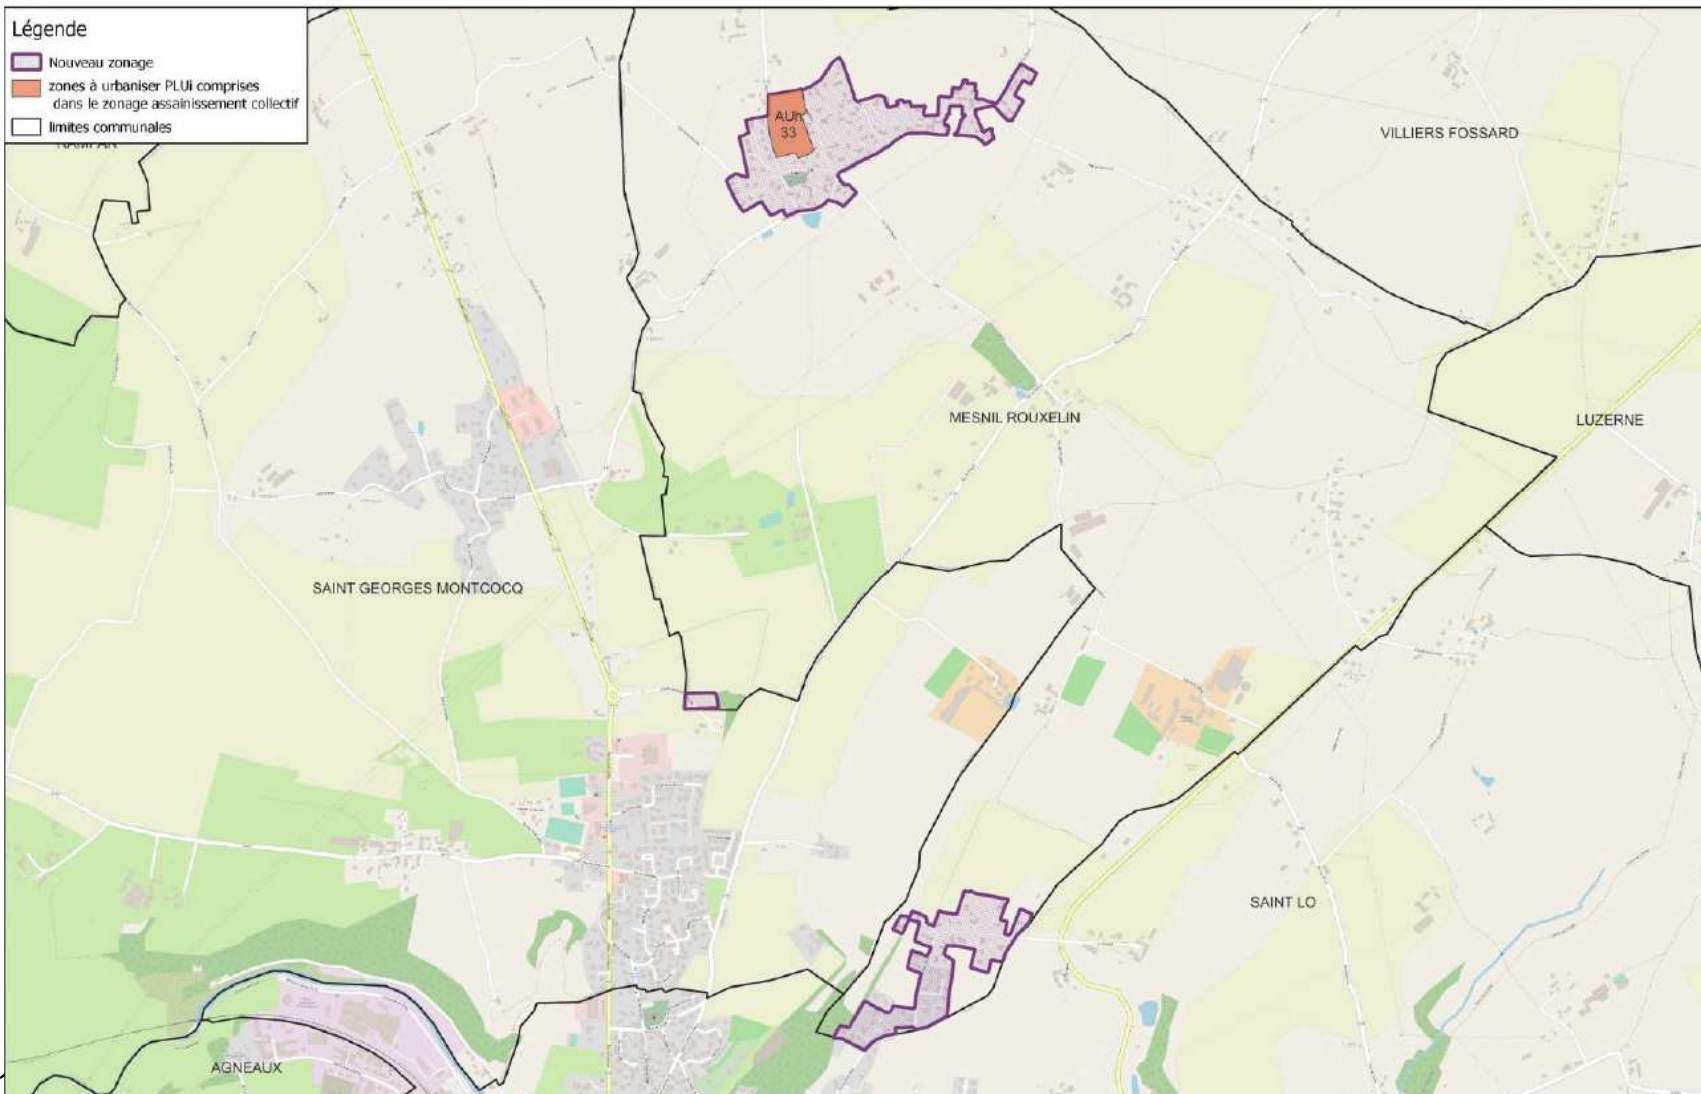 Légende
Nouveau zonage
zones à urbaniser PLUi comprises
dans le zonage assainissement collectif
limites communales
AUh
33
VILLIERS FOSSARD
MESNIL ROUXELIN
LUZERNE
SAINT GEORGES MONTCOCQ
SAINT LO
AGNEAUX